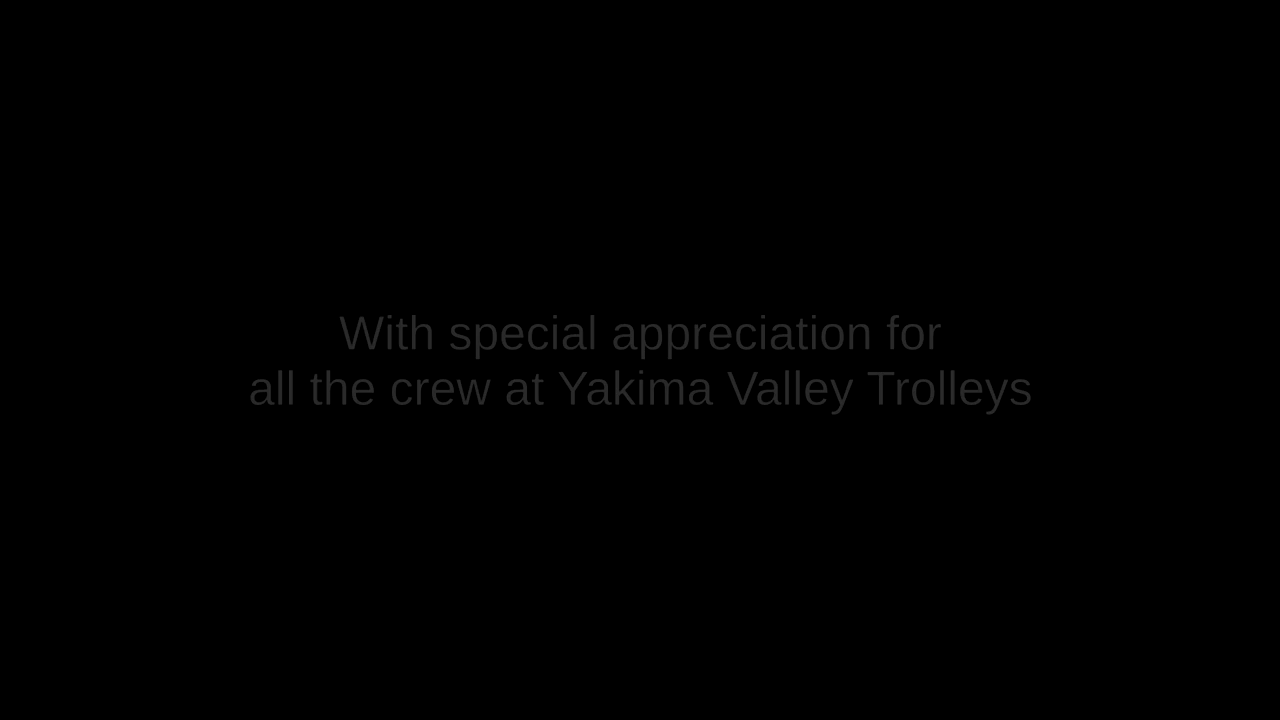 With special appreciation for
all the crew at Yakima Valley Trolleys